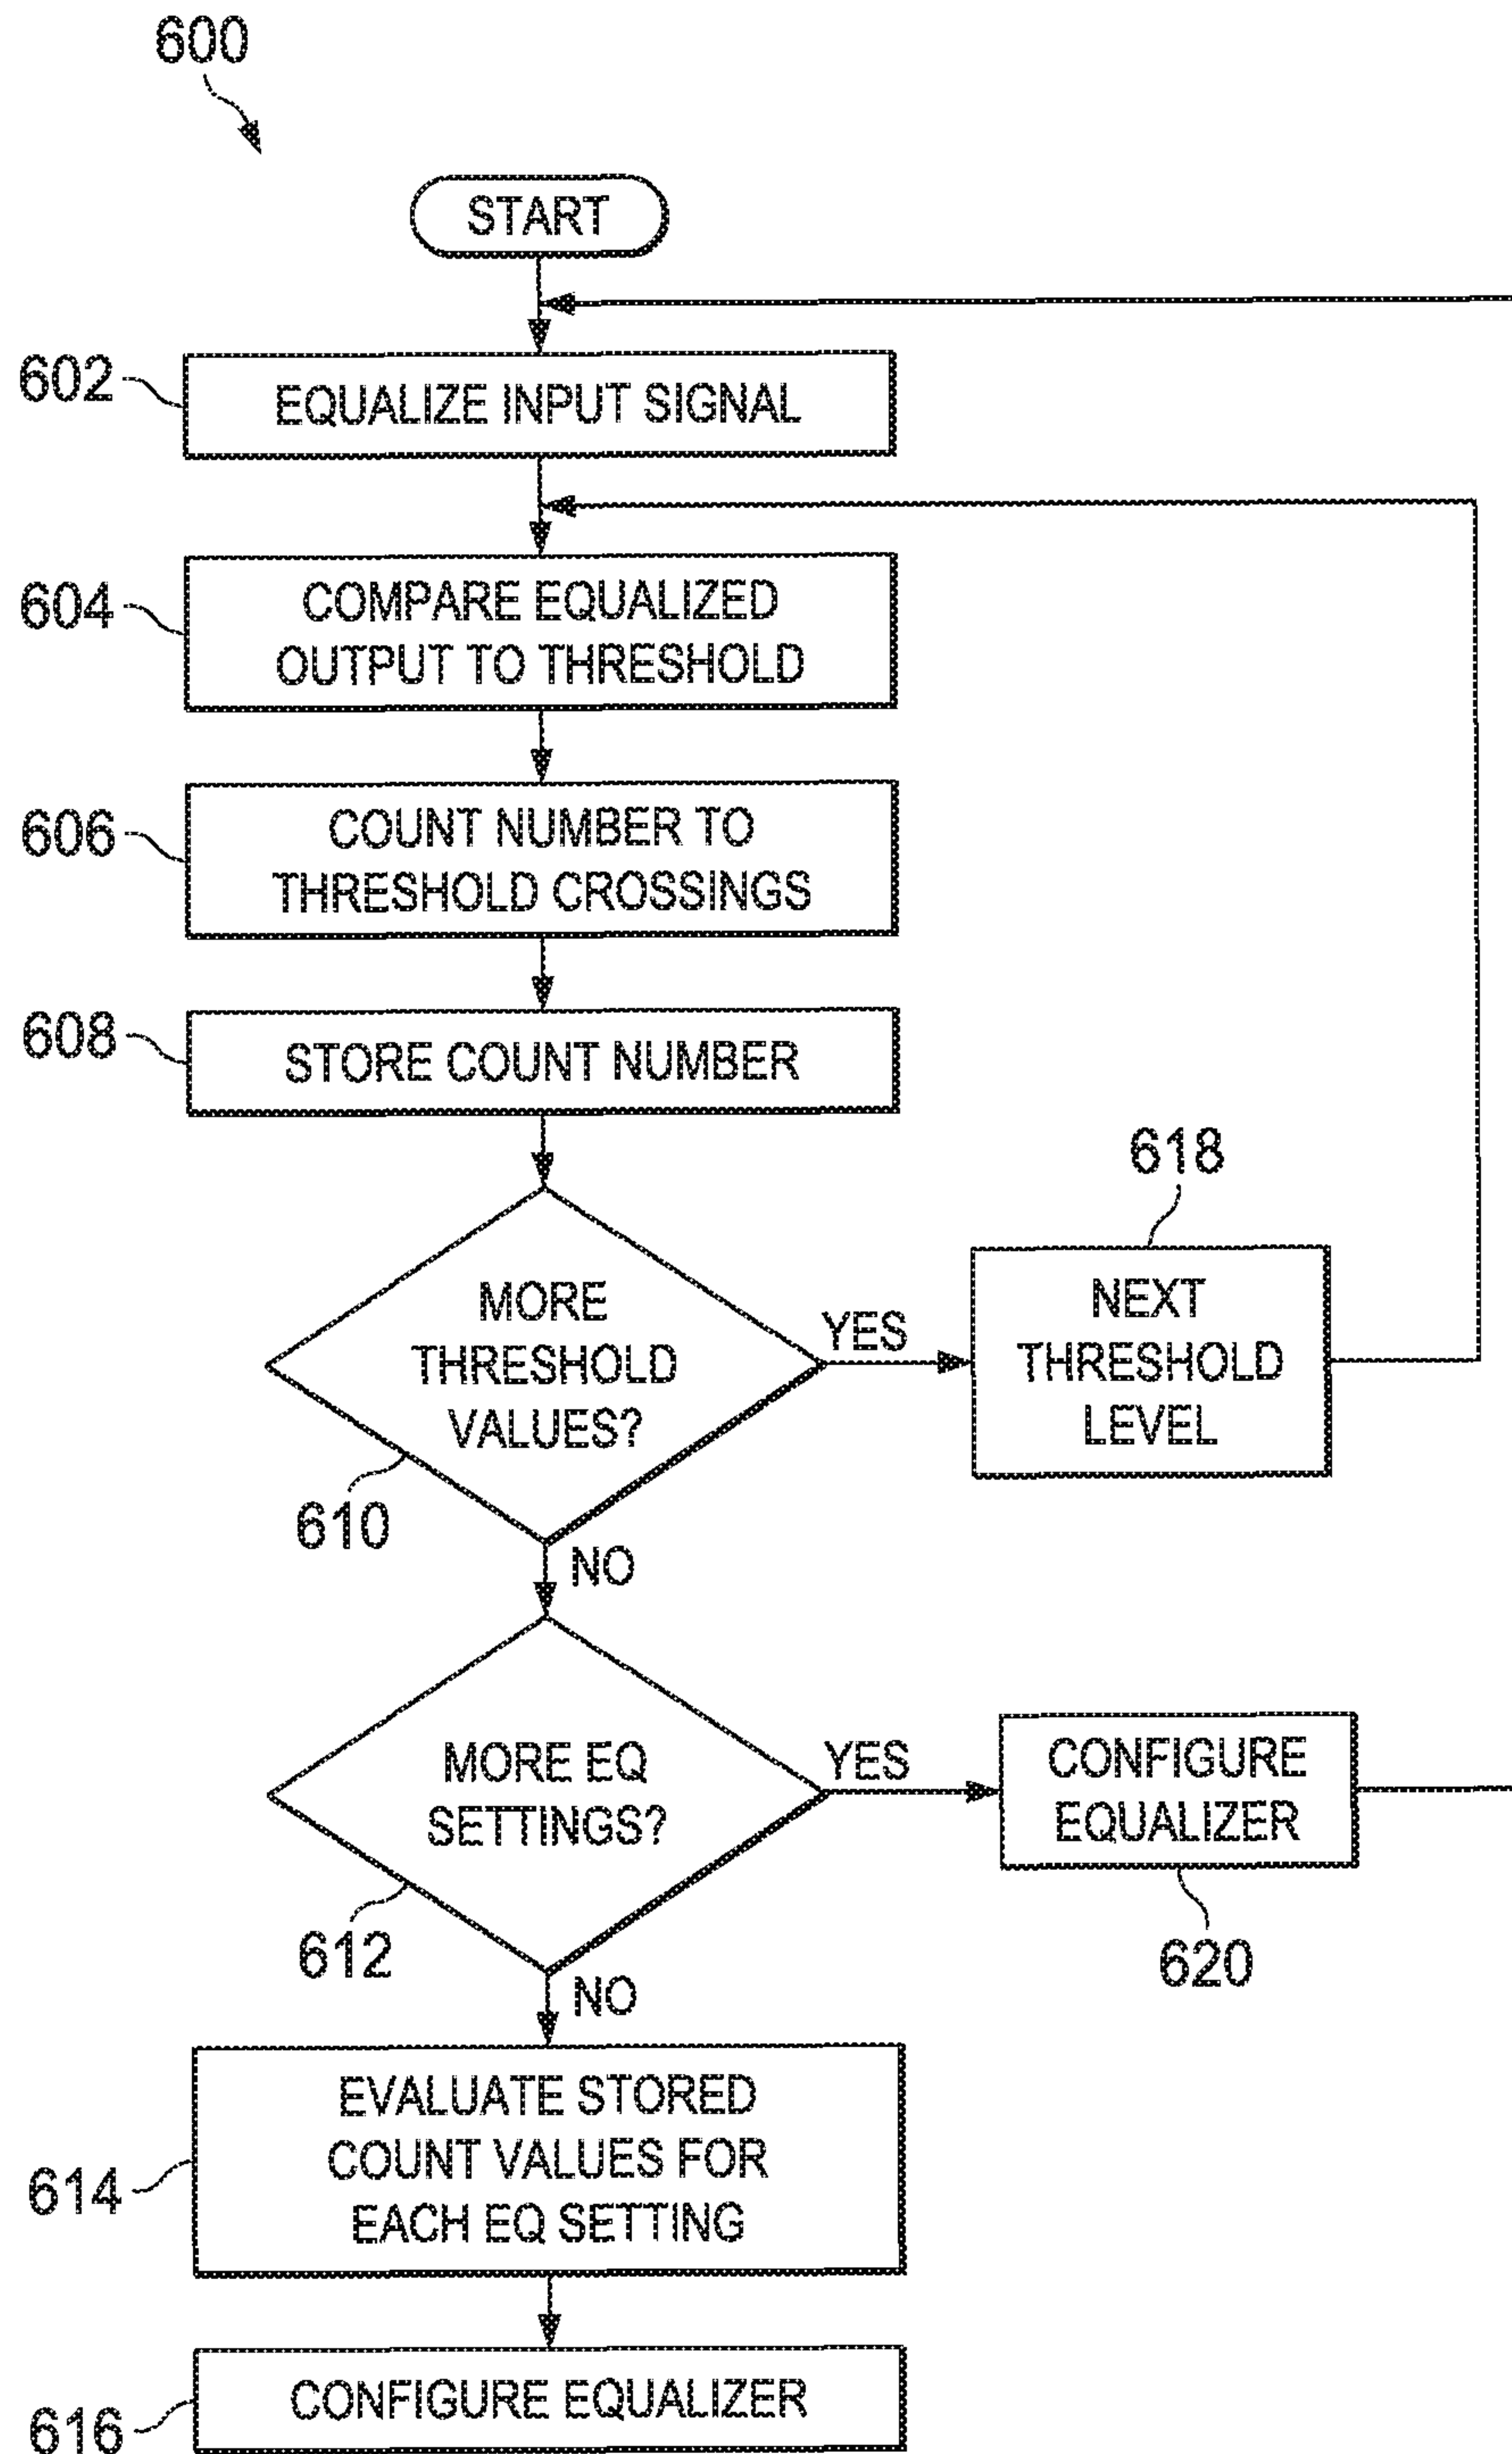 600
START
602
EQUALIZE INPUT SIGNAL
604
COMPARE EQUALIZED
OUTPUT TO THRESHOLD
606
COUNT NUMBER TO
THRESHOLD CROSSINGS
608
STORE COUNT NUMBER
618
MORE
THRESHOLD
VALUES?
YES
NEXT
THRESHOLD
LEVEL
610
NO
MORE EQ
SETTINGS?
YES
CONFIGURE
EQUALIZER
612
620
NO
614
EVALUATE STORED
COUNT VALUES FOR
EACH EQ SETTING
616
CONFIGURE EQUALIZER